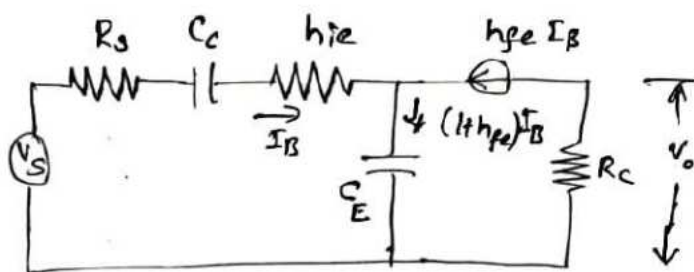 Rs Cc hie hfe IB
IB (1+hfe)IB
Vs CE Rc Vo